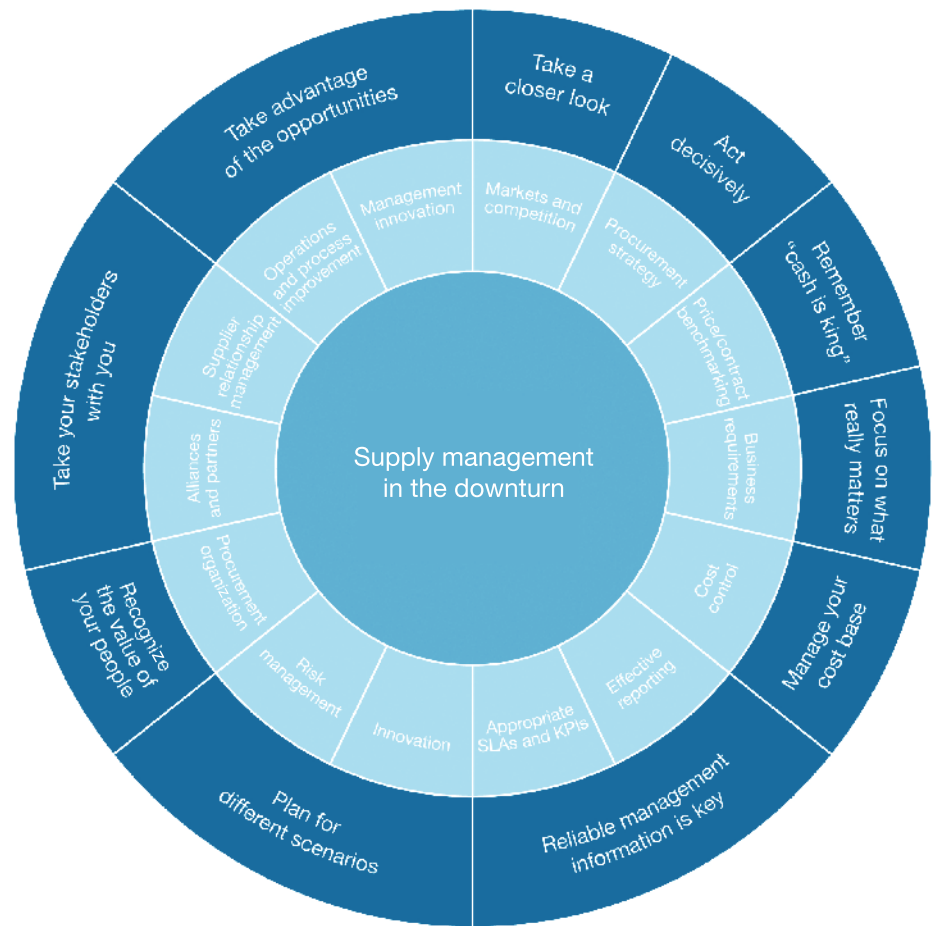 Supply management
in the downturn
Take a
closer look
Act
decisively
Remember
“cash is king”
Focus on what
really matters
Manage your
cost base
Reliable management
information is key
Plan for
different scenarios
Recognize
the value of
your people
Take your stakeholders
with you
Take advantage
of the opportunities
Markets and
competition
Procurement
strategy
Price/contract
benchmarking
Business
requirements
Cost
control
Effective
reporting
Appropriate
SLAs and KPIs
Innovation
Risk
management
Procurement
organization
Alliances
and partners
Supplier
relationship
management
Operations
and process
improvement
Management
innovation